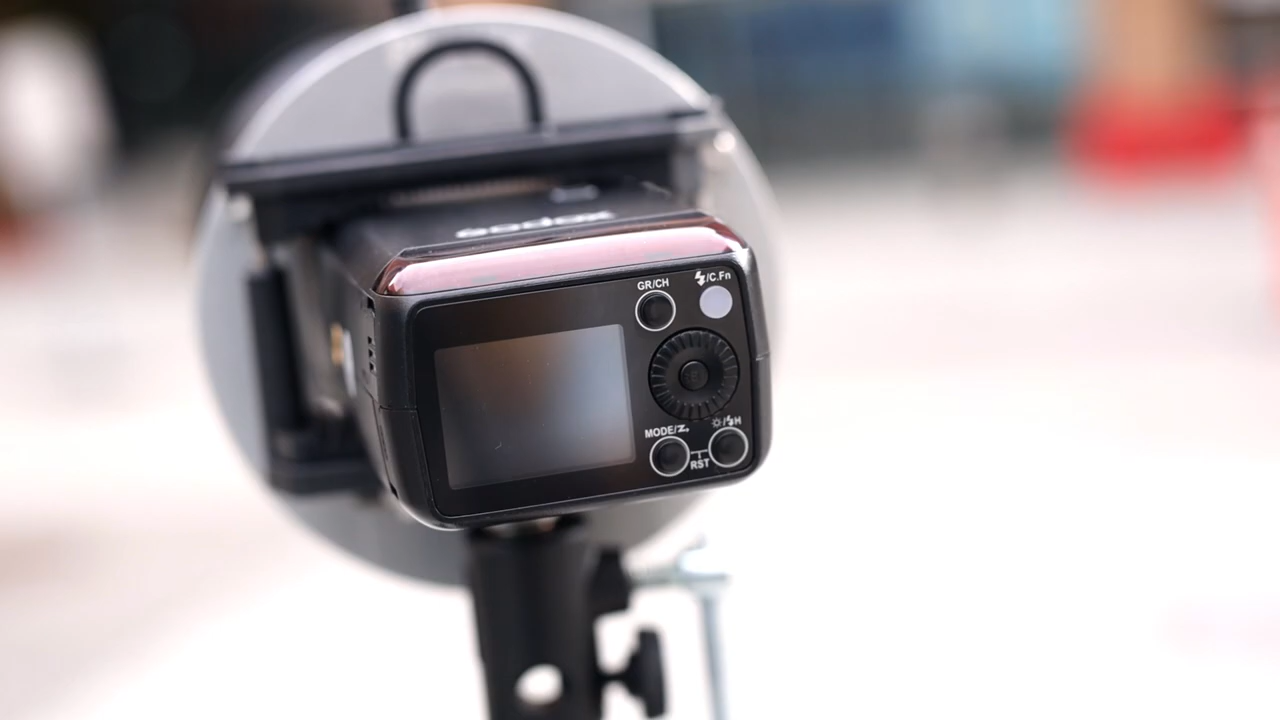 Godox
GR/CH
/C.Fn
MODE/Z
/H
RST